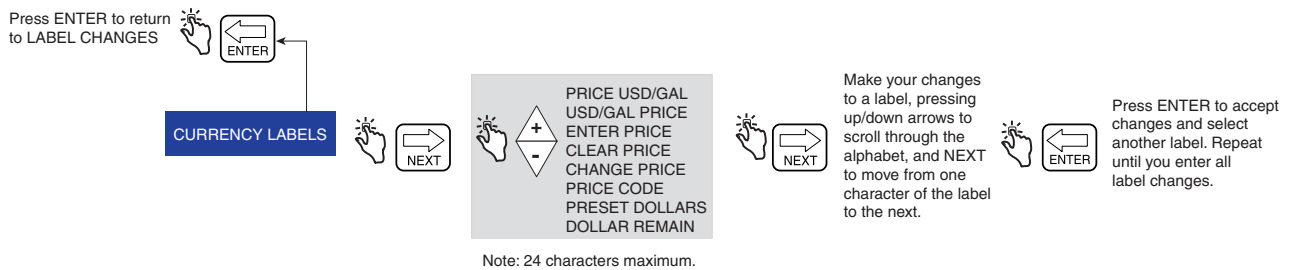 Press ENTER to return
to LABEL CHANGES
ENTER
CURRENCY LABELS
NEXT
+
-
PRICE USD/GAL
USD/GAL PRICE
ENTER PRICE
CLEAR PRICE
CHANGE PRICE
PRICE CODE
PRESET DOLLARS
DOLLAR REMAIN
Note: 24 characters maximum.
NEXT
Make your changes
to a label, pressing
up/down arrows to
scroll through the
alphabet, and NEXT
to move from one
character of the label
to the next.
ENTER
Press ENTER to accept
changes and select
another label. Repeat
until you enter all
label changes.